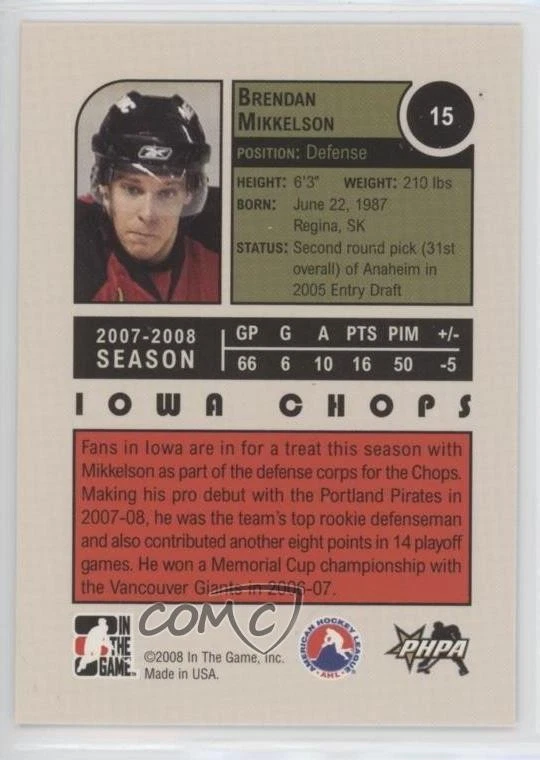 BRENDAN
MIKKELSON
15
POSITION: Defense
HEIGHT: 6'3" WEIGHT: 210 lbs
BORN: June 22, 1987
Regina, SK
STATUS: Second round pick (31st
overall) of Anaheim in
2005 Entry Draft
2007-2008
SEASON
GP G A PTS PIM +/-
66 6 10 16 50 -5
IOWA CHOPS
Fans in Iowa are in for a treat this season with
Mikkelson as part of the defense corps for the Chops.
Making his pro debut with the Portland Pirates in
2007-08, he was the team's top rookie defenseman
and also contributed another eight points in 14 playoff
games. He won a Memorial Cup championship with
the Vancouver Giants in 2006-07.
COMC
IN
THE
GAME
©2008 In The Game, Inc.
Made in USA.
AMERICAN HOCKEY LEAGUE
AHL
PHPA